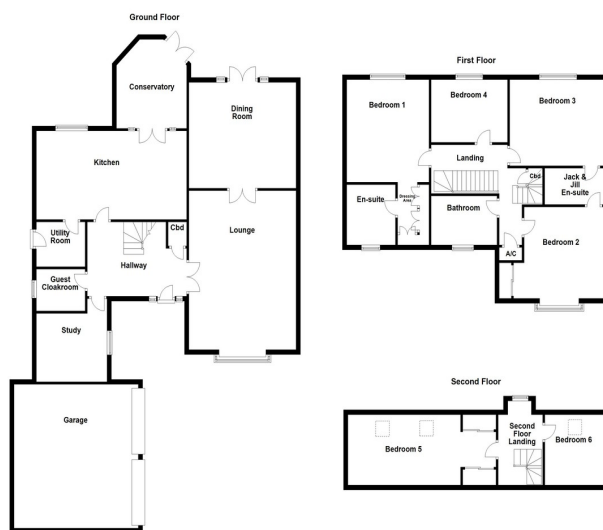 Ground Floor
Conservatory
Dining
Room
Kitchen
Lounge
Utility
Room
Cbd
Hallway
Guest
Cloakroom
Study
Garage
First Floor
Bedroom 1
Bedroom 4
Bedroom 3
Landing
Cbd
Jack &
Jill
En-suite
En-suite
Dressing
Area
Bathroom
A/C
Bedroom 2
Second Floor
Bedroom 5
Second
Floor
Landing
Bedroom 6